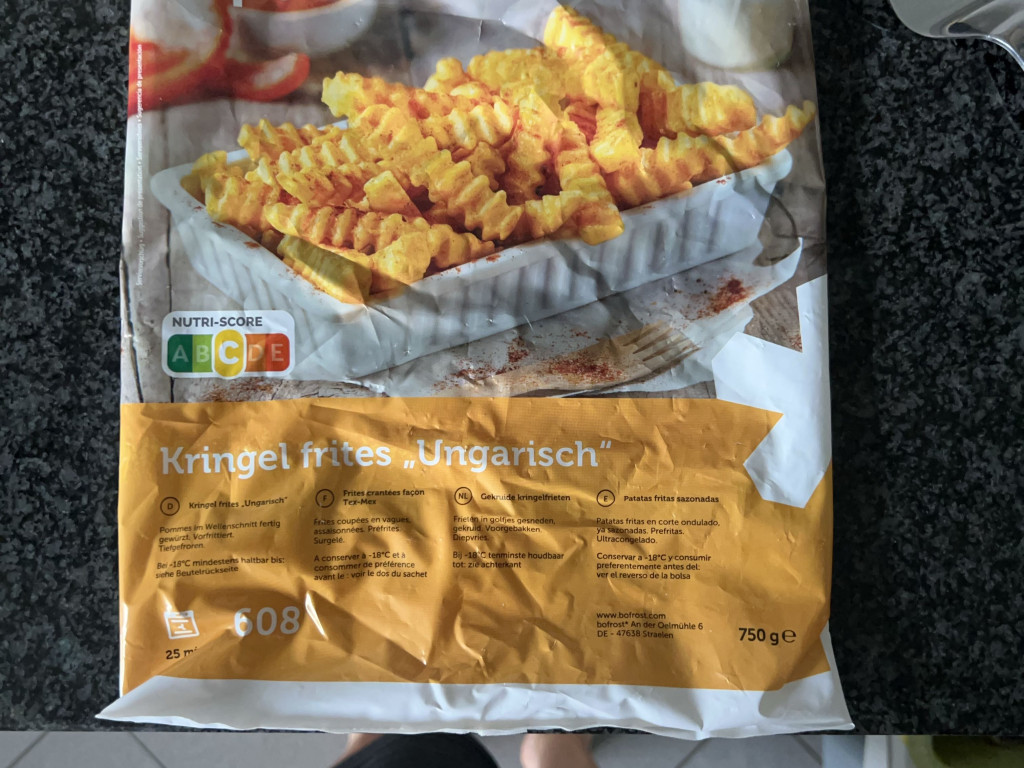 NUTRI-SCORE
A B C D E
Kringel frites „Ungarisch“
D Kringel frites „Ungarisch“
Pommes im Wellenschnitt fertig
gewürzt. Vorfrittiert.
Tiefgefroren.
Bei -18°C mindestens haltbar bis:
siehe Beutelrückseite
F Frites crantées façon
Tex-Mex
Frites coupées en vagues,
assaisonnées. Préfrites.
Surgelé.
A conserver à -18°C et à
consommer de préférence
avant le : voir le dos du sachet
NL Gekruide kringelfrieten
Frieten in golfjes gesneden,
gekruid. Voorgebakken.
Diepvries.
Bij -18°C tenminste houdbaar
tot: zie achterkant
E Patatas fritas sazonadas
Patatas fritas en corte ondulado,
ya sazonadas. Prefritas.
Ultracongelado.
Conservar a -18°C y consumir
preferentemente antes del:
ver el reverso de la bolsa
25
608
www.bofrost.com
bofrost* An der Oelmühle 6
DE - 47638 Straelen
750 g e